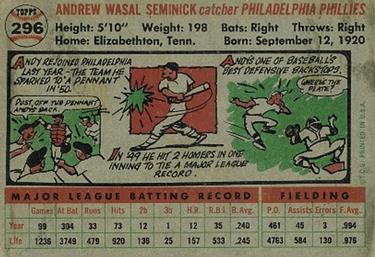 TOPPS
296
ANDREW WASAL SEMINICK catcher PHILADELPHIA PHILLIES
Height: 5'10" Weight: 198 Bats: Right Throws: Right
Home: Elizabethton, Tenn. Born: September 12, 1920
ANDY REJOINED PHILADELPHIA
LAST YEAR - THE TEAM HE
SPARKED TO A PENNANT
IN '50.
DUST OFF THE PENNANT
ANDY'S BACK.
IN '49 HE HIT 2 HOMERS IN ONE
INNING TO TIE A MAJOR LEAGUE
RECORD.
ANDY'S ONE OF BASEBALL'S
BEST DEFENSIVE BACKSTOPS.
WHERE'S THE
PLATE?
T.C.G. PRINTED IN U.S.A.
MAJOR LEAGUE BATTING RECORD FIELDING
Games At Bat Runs Hits 2b 3b H.R. R.B.I. B.Avg. P.O. Assists Errors F.Avg.
Year 99 304 33 73 12 1 12 35 .240 461 45 3 .994
Life 1236 3749 479 920 136 25 157 533 .245 4763 584 130 .976